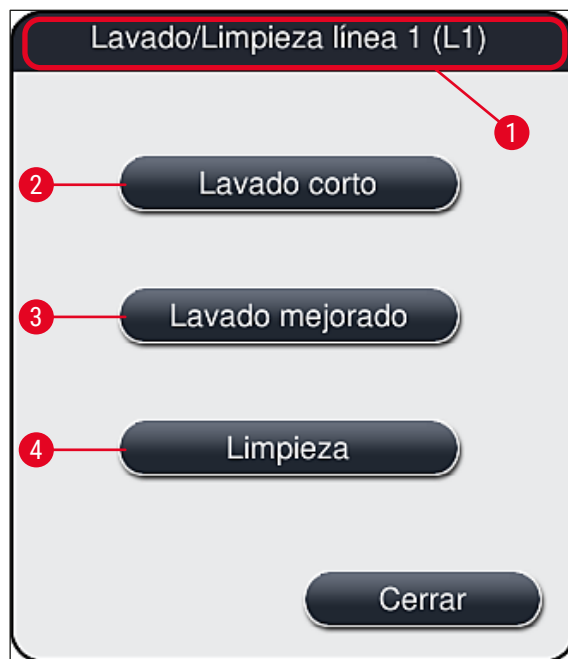 Lavado/Limpieza línea 1 (L1)
1
2
Lavado corto
3
Lavado mejorado
4
Limpieza
Cerrar